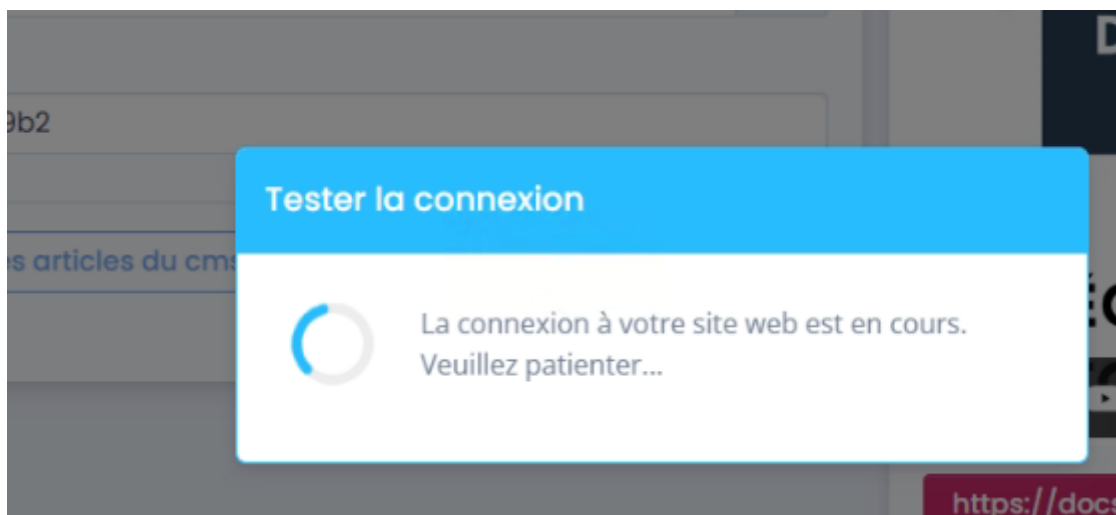 D
9b2
Tester la connexion
es articles du cms
La connexion à votre site web est en cours.
Veuillez patienter...
https://docs